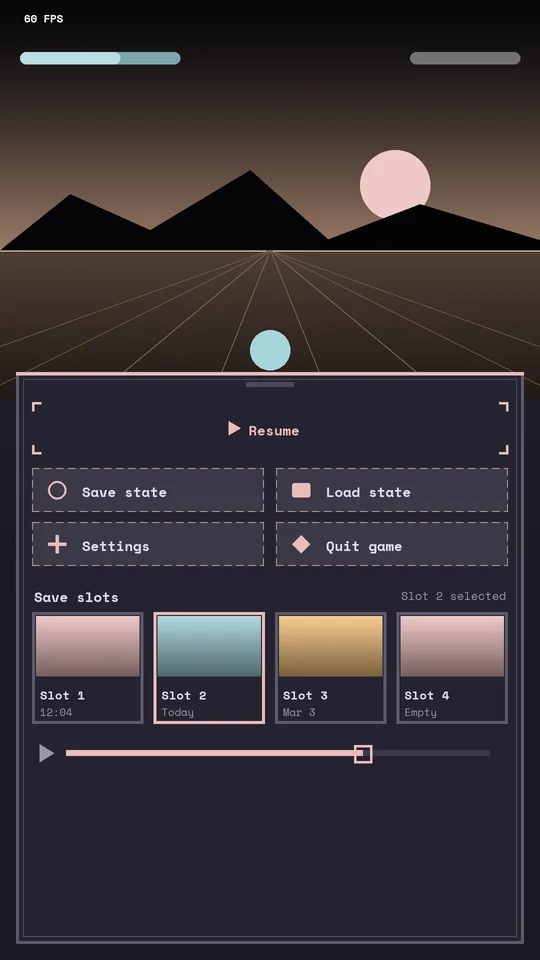 60 FPS
Resume
Save state
Load state
Settings
Quit game
Save slots
Slot 2 selected
Slot 1
12:04
Slot 2
Today
Slot 3
Mar 3
Slot 4
Empty